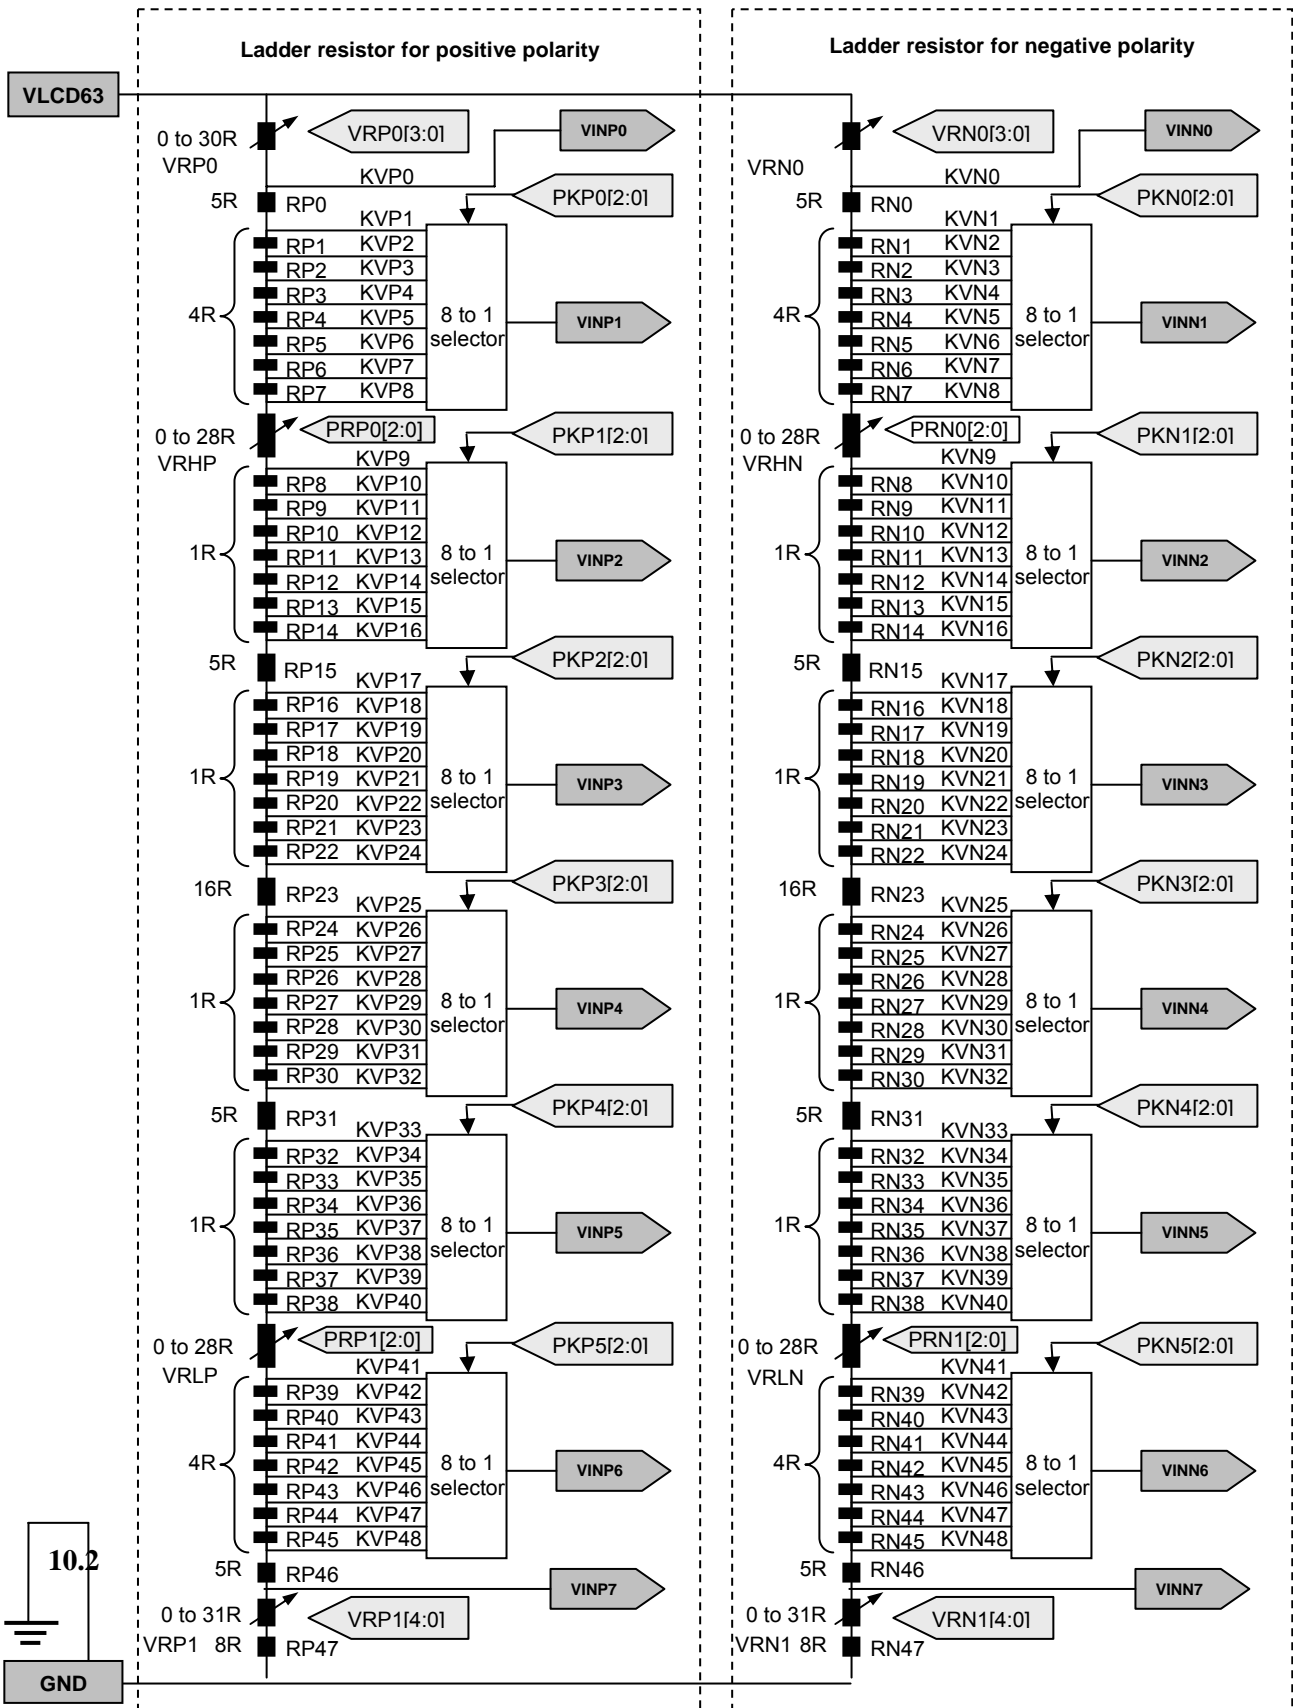 Ladder resistor for positive polarity
Ladder resistor for negative polarity
VLCD63
0 to 30R
VRP0
VRP0[3:0]
VINP0
KVP0
5R
RP0
PKP0[2:0]
KVP1
RP1 KVP2
RP2 KVP3
RP3 KVP4
4R
RP4 KVP5
RP5 KVP6
RP6 KVP7
RP7 KVP8
8 to 1
selector
VINP1
0 to 28R
VRHP
PRP0[2:0]
PKP1[2:0]
KVP9
RP8 KVP10
RP9 KVP11
RP10 KVP12
1R
RP11 KVP13
RP12 KVP14
RP13 KVP15
RP14 KVP16
8 to 1
selector
VINP2
5R
RP15
PKP2[2:0]
KVP17
RP16 KVP18
RP17 KVP19
RP18 KVP20
1R
RP19 KVP21
RP20 KVP22
RP21 KVP23
RP22 KVP24
8 to 1
selector
VINP3
16R
RP23
PKP3[2:0]
KVP25
RP24 KVP26
RP25 KVP27
RP26 KVP28
1R
RP27 KVP29
RP28 KVP30
RP29 KVP31
RP30 KVP32
8 to 1
selector
VINP4
5R
RP31
PKP4[2:0]
KVP33
RP32 KVP34
RP33 KVP35
RP34 KVP36
1R
RP35 KVP37
RP36 KVP38
RP37 KVP39
RP38 KVP40
8 to 1
selector
VINP5
0 to 28R
VRLP
PRP1[2:0]
PKP5[2:0]
KVP41
RP39 KVP42
RP40 KVP43
RP41 KVP44
4R
RP42 KVP45
RP43 KVP46
RP44 KVP47
RP45 KVP48
8 to 1
selector
VINP6
5R
RP46
VINP7
0 to 31R
VRP1
VRP1[4:0]
8R
RP47
VRN0
VRN0[3:0]
VINN0
KVN0
5R
RN0
PKN0[2:0]
KVN1
RN1 KVN2
RN2 KVN3
RN3 KVN4
4R
RN4 KVN5
RN5 KVN6
RN6 KVN7
RN7 KVN8
8 to 1
selector
VINN1
0 to 28R
VRHN
PRN0[2:0]
PKN1[2:0]
KVN9
RN8 KVN10
RN9 KVN11
RN10 KVN12
1R
RN11 KVN13
RN12 KVN14
RN13 KVN15
RN14 KVN16
8 to 1
selector
VINN2
5R
RN15
PKN2[2:0]
KVN17
RN16 KVN18
RN17 KVN19
RN18 KVN20
1R
RN19 KVN21
RN20 KVN22
RN21 KVN23
RN22 KVN24
8 to 1
selector
VINN3
16R
RN23
PKN3[2:0]
KVN25
RN24 KVN26
RN25 KVN27
RN26 KVN28
1R
RN27 KVN29
RN28 KVN30
RN29 KVN31
RN30 KVN32
8 to 1
selector
VINN4
5R
RN31
PKN4[2:0]
KVN33
RN32 KVN34
RN33 KVN35
RN34 KVN36
1R
RN35 KVN37
RN36 KVN38
RN37 KVN39
RN38 KVN40
8 to 1
selector
VINN5
0 to 28R
VRLN
PRN1[2:0]
PKN5[2:0]
KVN41
RN39 KVN42
RN40 KVN43
RN41 KVN44
4R
RN42 KVN45
RN43 KVN46
RN44 KVN47
RN45 KVN48
8 to 1
selector
VINN6
5R
RN46
VINN7
0 to 31R
VRN1
VRN1[4:0]
8R
RN47
10.2
GND